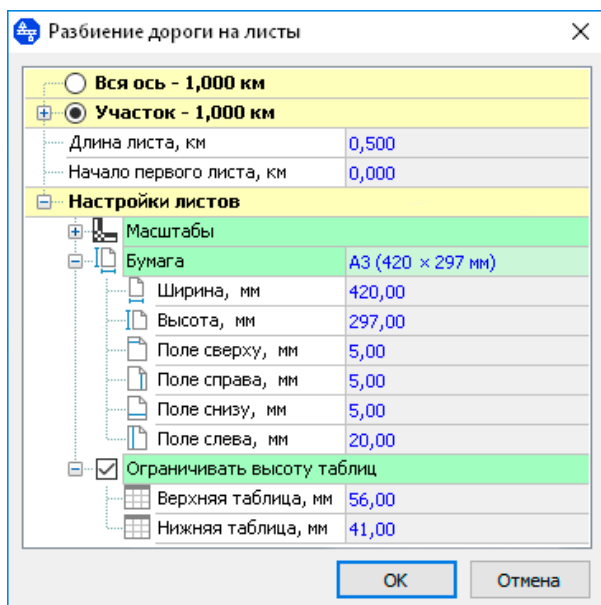 Разбиение дороги на листы
Вся ось - 1,000 км
Участок - 1,000 км
Длина листа, км 0,500
Начало первого листа, км 0,000
Настройки листов
Масштабы
Бумага А3 (420 × 297 мм)
Ширина, мм 420,00
Высота, мм 297,00
Поле сверху, мм 5,00
Поле справа, мм 5,00
Поле снизу, мм 5,00
Поле слева, мм 20,00
Ограничивать высоту таблиц
Верхняя таблица, мм 56,00
Нижняя таблица, мм 41,00
ОК Отмена